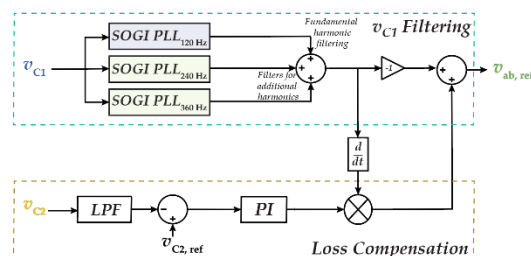 Fundamental
harmonic
filtering
v_C1 Filtering
SOGI PLL_120 Hz
v_C1
SOGI PLL_240 Hz
Filters for
additional
harmonics
SOGI PLL_360 Hz
+
+
+
-1
+
+
v_ab, ref
d
dt
v_C2
LPF
−
+
PI
v_C2, ref
Loss Compensation